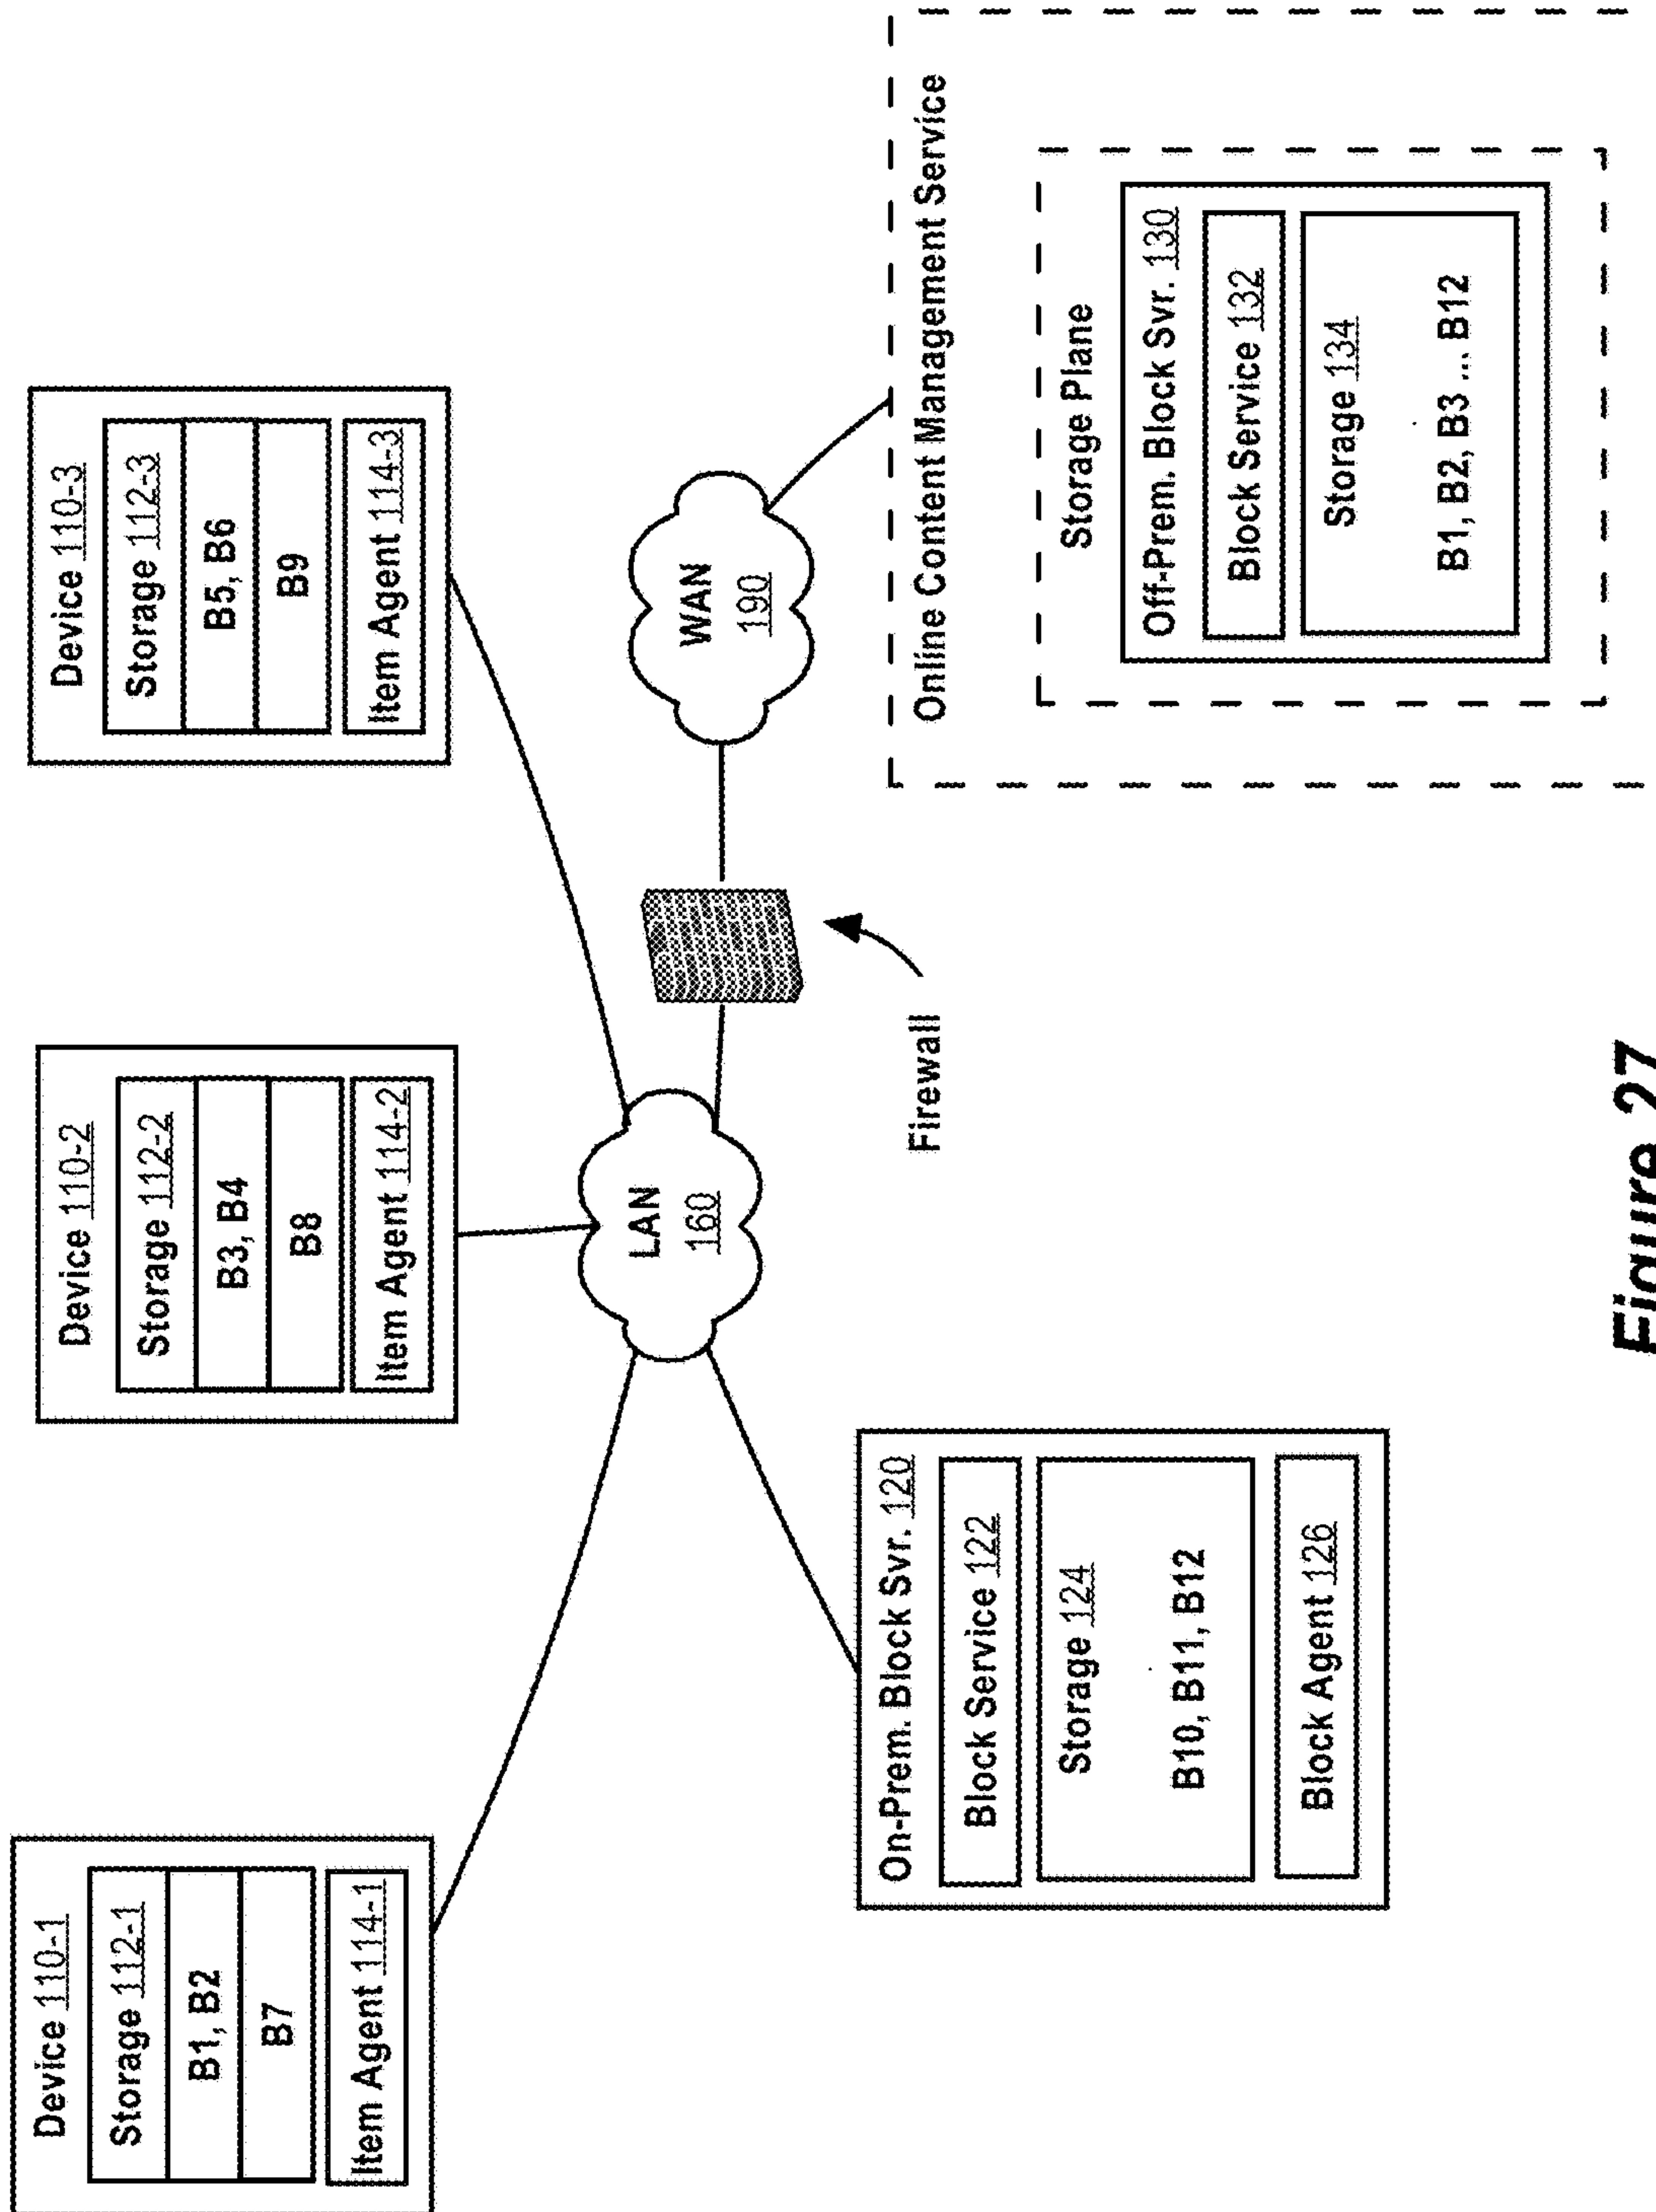 Device 110-1
Storage 112-1
B1, B2
B7
Item Agent 114-1
Device 110-2
Storage 112-2
B3, B4
B8
Item Agent 114-2
Device 110-3
Storage 112-3
B5, B6
B9
Item Agent 114-3
LAN
160
WAN
190
Firewall
On-Prem. Block Svr. 120
Block Service 122
Storage 124
B10, B11, B12
Block Agent 126
Online Content Management Service
Storage Plane
Off-Prem. Block Svr. 130
Block Service 132
Storage 134
B1, B2, B3 ... B12
Figure 27